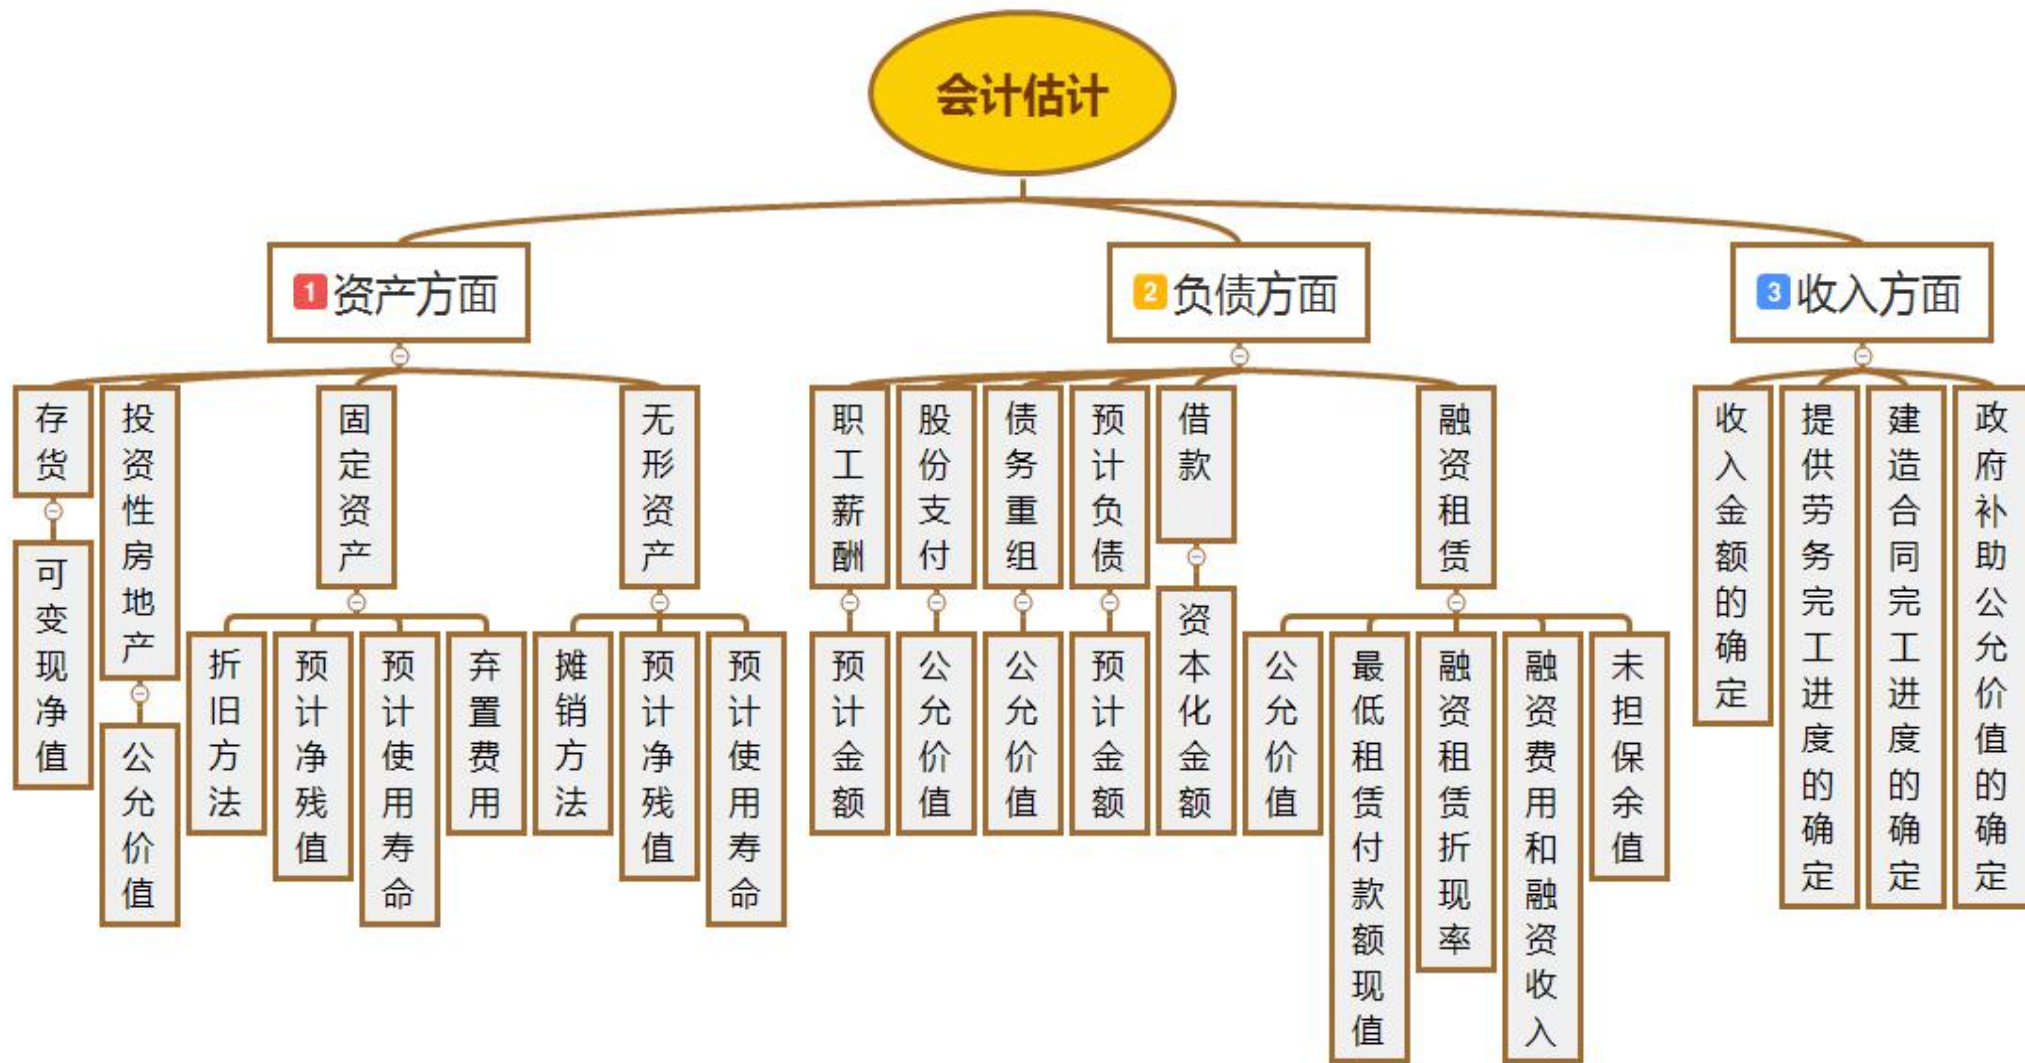 会计估计
1 资产方面
2 负债方面
3 收入方面
存货
可变现净值
投资性房地产
公允价值
固定资产
折旧方法
预计净残值
预计使用寿命
弃置费用
无形资产
摊销方法
预计净残值
预计使用寿命
职工薪酬
预计金额
股份支付
公允价值
债务重组
公允价值
预计负债
预计金额
借款
资本化金额
融资租赁
公允价值
最低租赁付款额现值
融资租赁折现率
融资费用和融资收入
未担保余值
收入金额的确定
提供劳务完工进度的确定
建造合同完工进度的确定
政府补助公允价值的确定